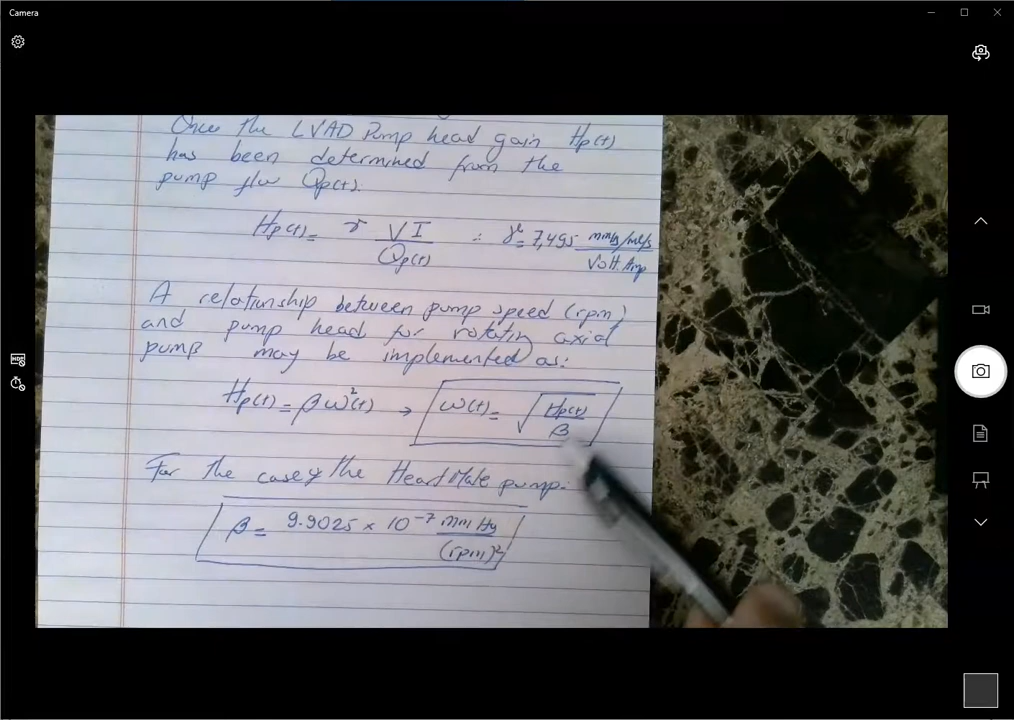 Camera
Once the LVAD Pump head gain Hp(t)
has been determined from the
pump flow Qp(t).
Hp(t) = γ VI / Qp(t) ∴ γ = 7,495 mmHg/ml/s / Volt. Amp
A relationship between pump speed (rpm)
and pump head for rotating axial
pump may be implemented as:
Hp(t) = β ω²(t) → ω(t) = √(Hp(t) / β)
For the case of the HeartMate pump:
β = 9.9025 × 10⁻⁷ mm Hg / (rpm)²